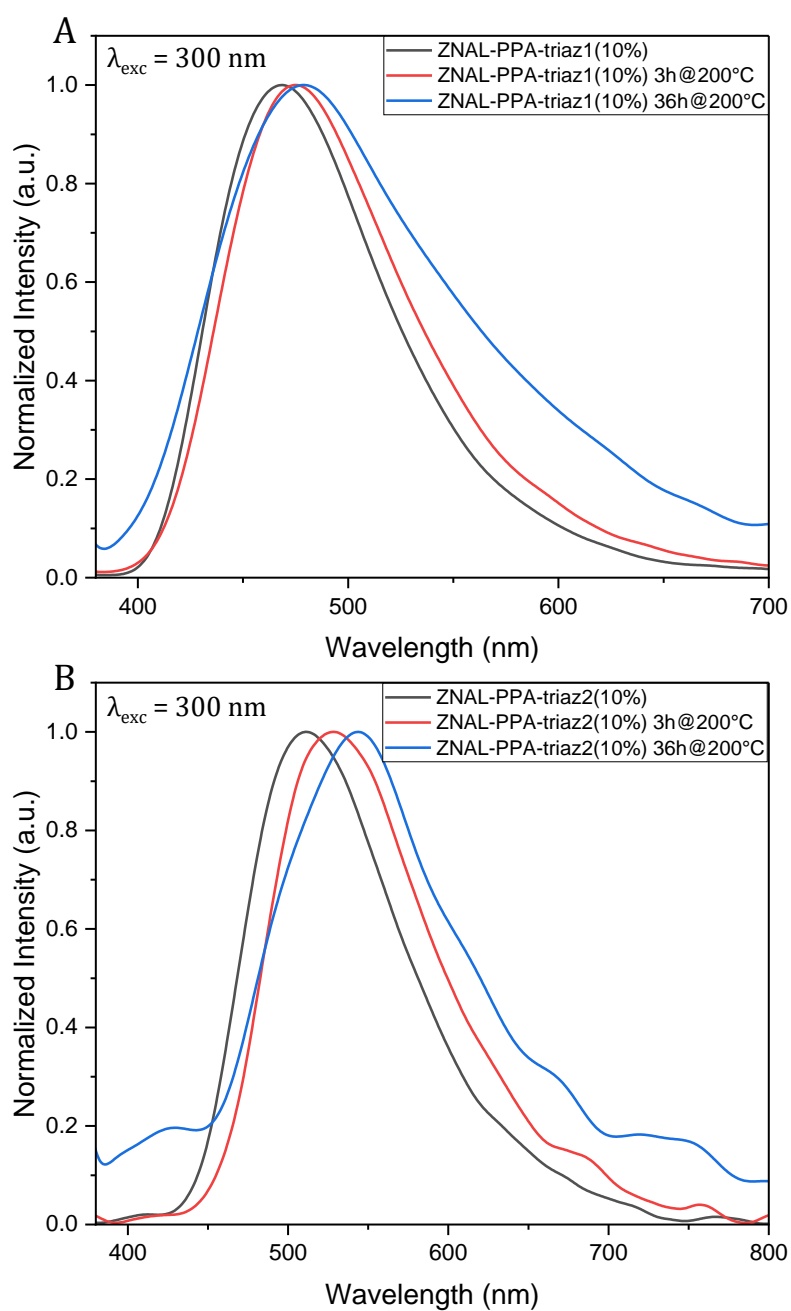 A
λexc = 300 nm
ZNAL-PPA-triaz1(10%)
ZNAL-PPA-triaz1(10%) 3h@200°C
ZNAL-PPA-triaz1(10%) 36h@200°C
Normalized Intensity (a.u.)
1.0
0.8
0.6
0.4
0.2
0.0
400 500 600 700
Wavelength (nm)
B
λexc = 300 nm
ZNAL-PPA-triaz2(10%)
ZNAL-PPA-triaz2(10%) 3h@200°C
ZNAL-PPA-triaz2(10%) 36h@200°C
Normalized Intensity (a.u.)
1.0
0.8
0.6
0.4
0.2
0.0
400 500 600 700 800
Wavelength (nm)